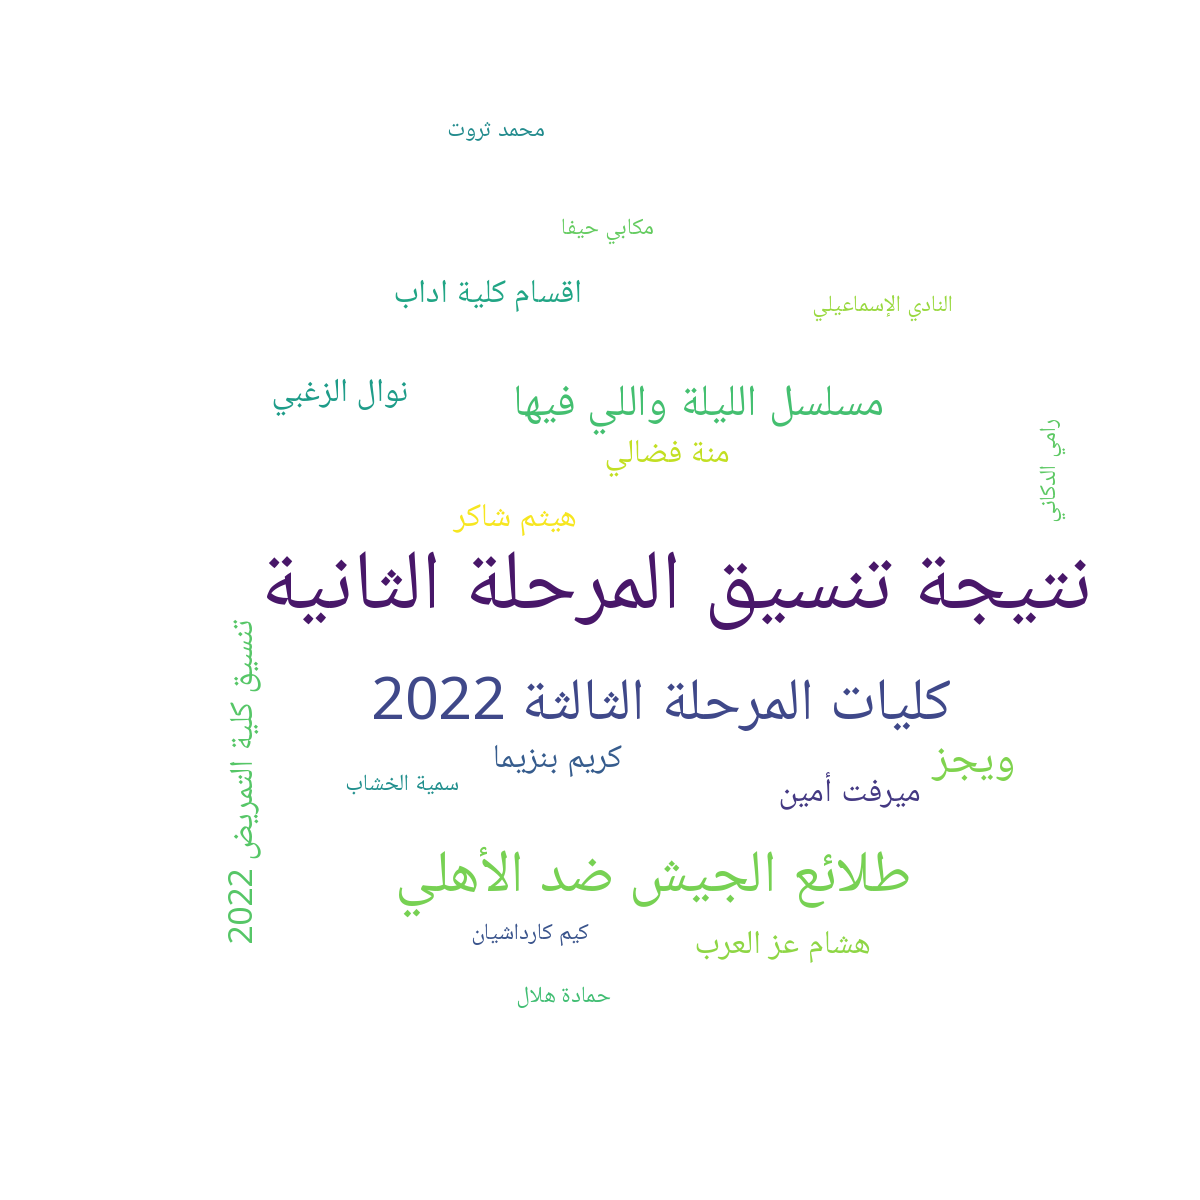 محمد ثروت
مكابي حيفا
اقسام كلية اداب
النادي الإسماعيلي
نوال الزغبي
مسلسل الليلة واللي فيها
رامي الدكاني
منة فضالي
هيثم شاكر
نتيجة تنسيق المرحلة الثانية
تنسيق كلية التمريض 2022
كليات المرحلة الثالثة 2022
كريم بنزيما
ويجز
سمية الخشاب
ميرفت أمين
طلائع الجيش ضد الأهلي
كيم كارداشيان
هشام عز العرب
حمادة هلال